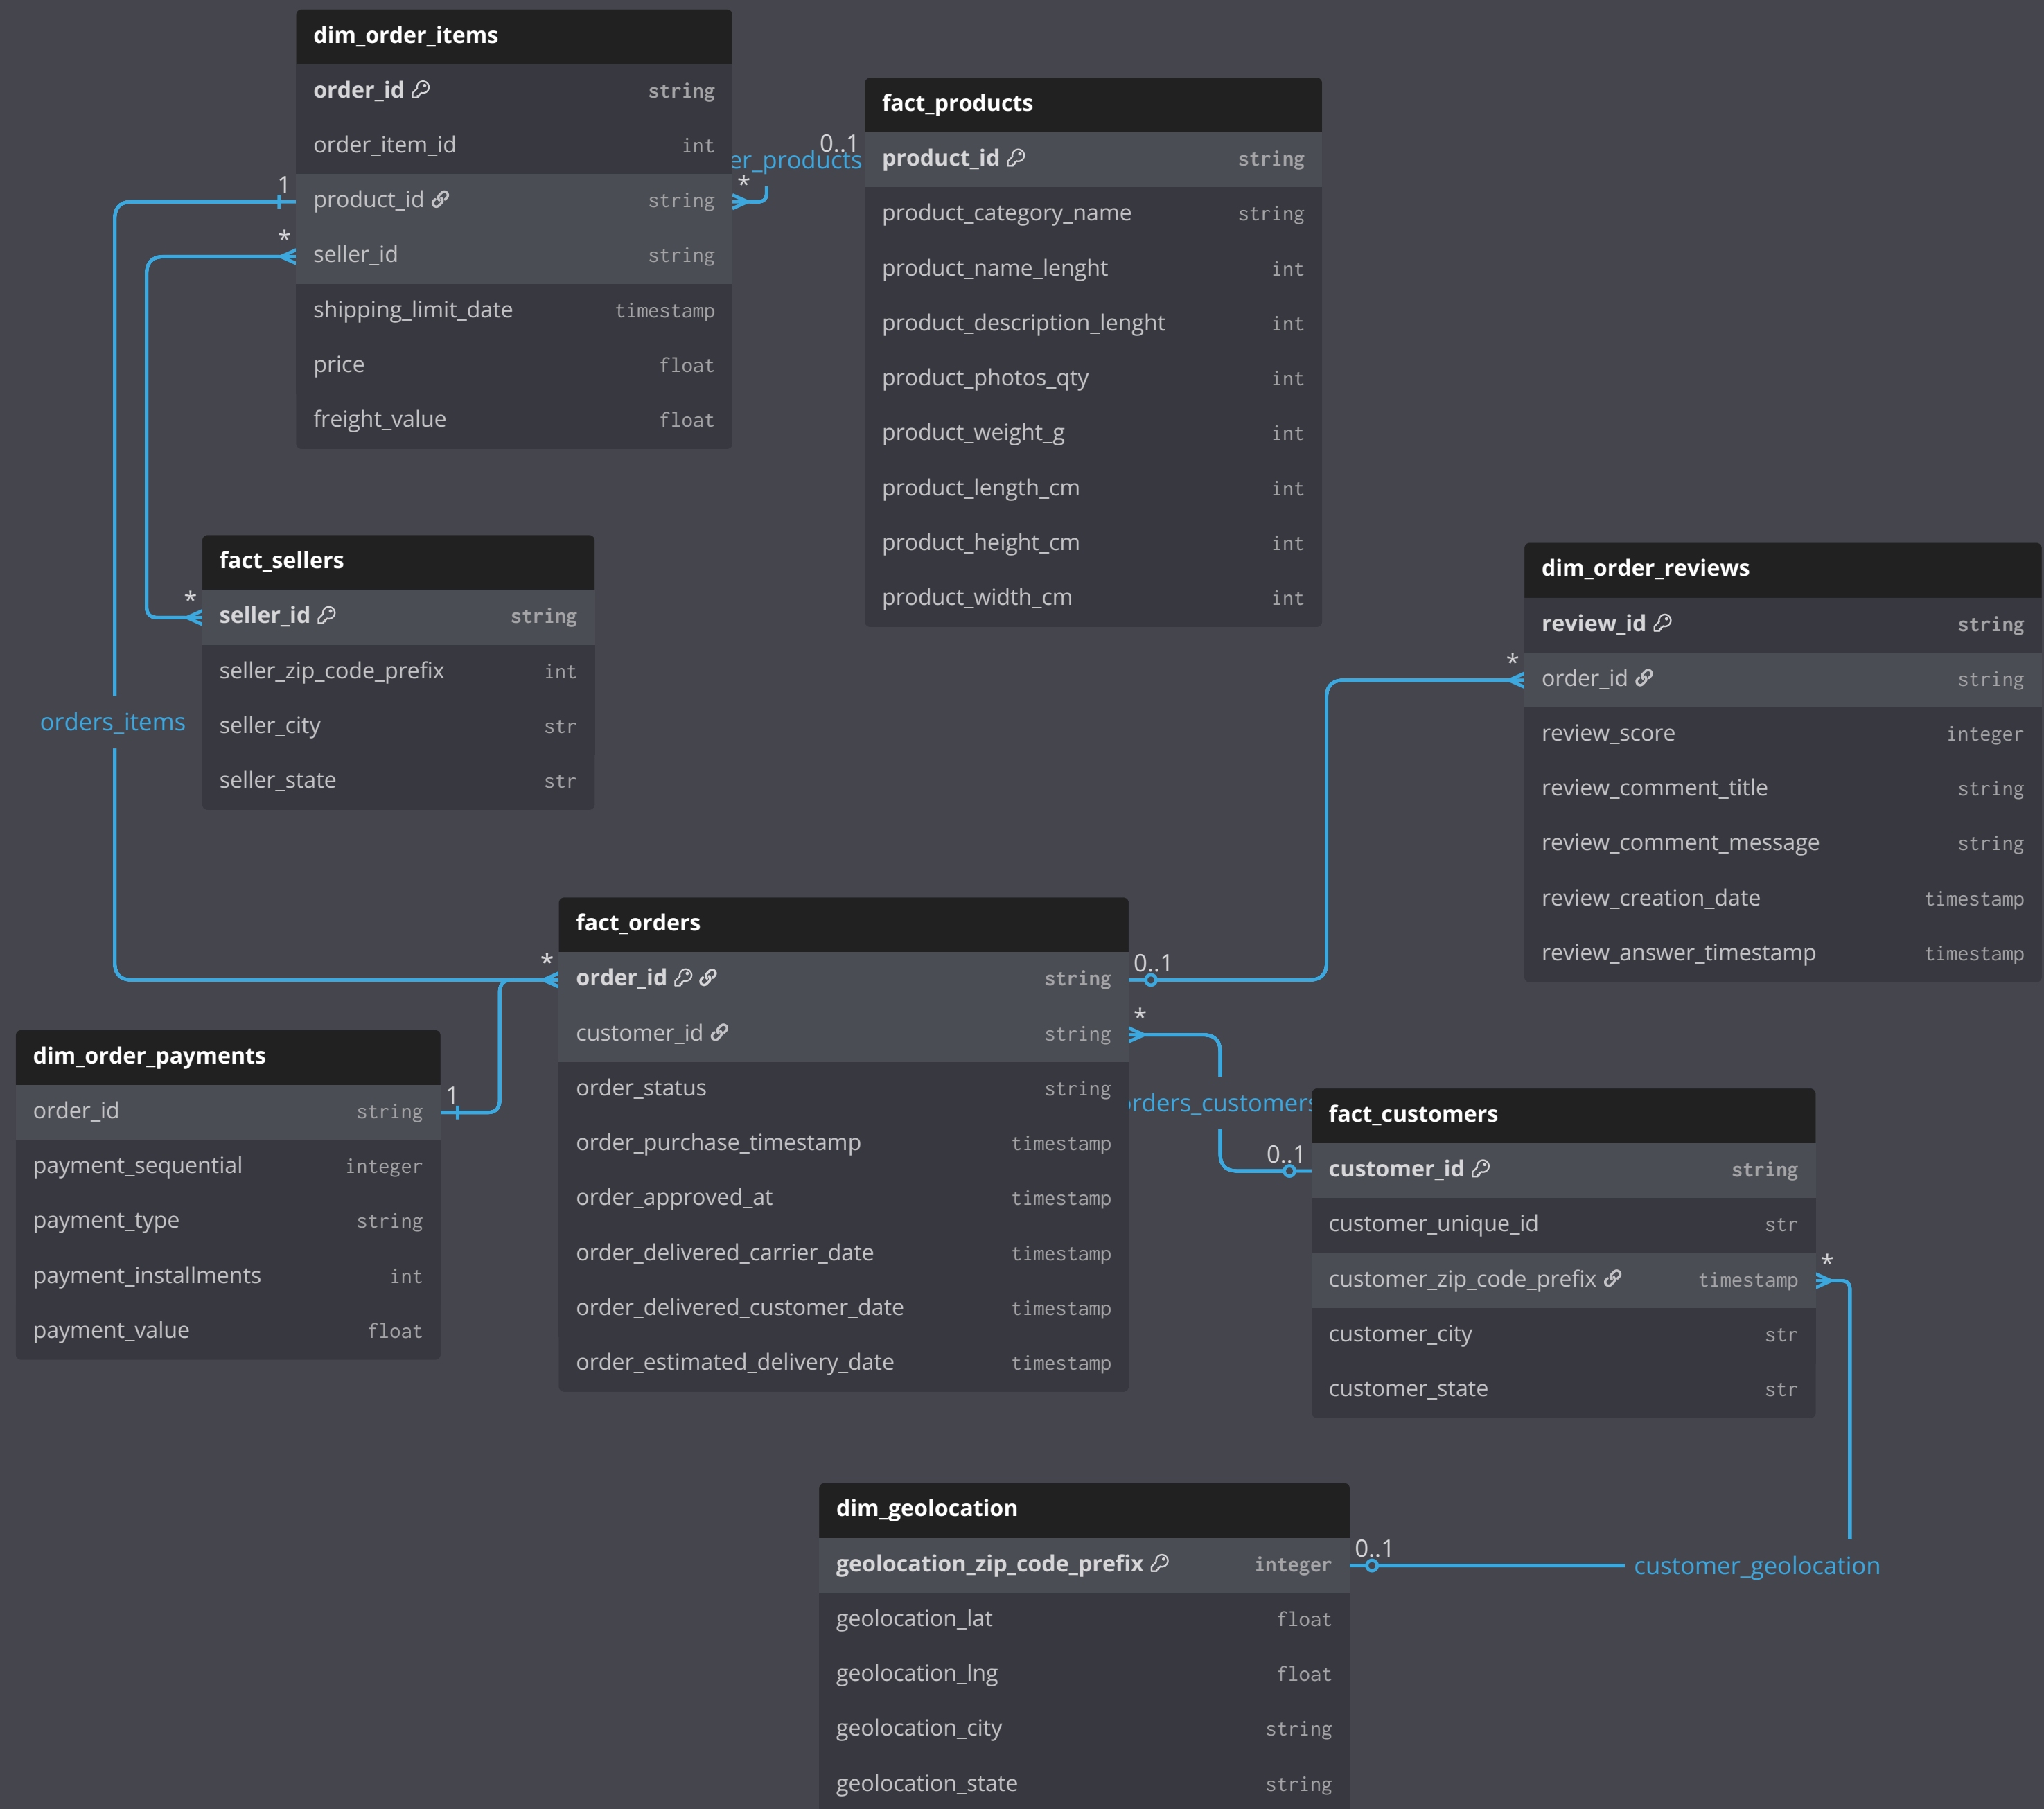 dim_order_items
order_id string
order_item_id int
product_id string
seller_id string
shipping_limit_date timestamp
price float
freight_value float
1
*
*
0..1
er_products
fact_products
product_id string
product_category_name string
product_name_lenght int
product_description_lenght int
product_photos_qty int
product_weight_g int
product_length_cm int
product_height_cm int
product_width_cm int
*
fact_sellers
seller_id string
seller_zip_code_prefix int
seller_city str
seller_state str
orders_items
dim_order_reviews
review_id string
*
order_id string
review_score integer
review_comment_title string
review_comment_message string
review_creation_date timestamp
review_answer_timestamp timestamp
fact_orders
*
0..1
order_id string
*
customer_id string
order_status string
order_purchase_timestamp timestamp
order_approved_at timestamp
order_delivered_carrier_date timestamp
order_delivered_customer_date timestamp
order_estimated_delivery_date timestamp
dim_order_payments
1
order_id string
payment_sequential integer
payment_type string
payment_installments int
payment_value float
orders_customers
0..1
fact_customers
customer_id string
customer_unique_id str
*
customer_zip_code_prefix timestamp
customer_city str
customer_state str
dim_geolocation
0..1
geolocation_zip_code_prefix integer
customer_geolocation
geolocation_lat float
geolocation_lng float
geolocation_city string
geolocation_state string